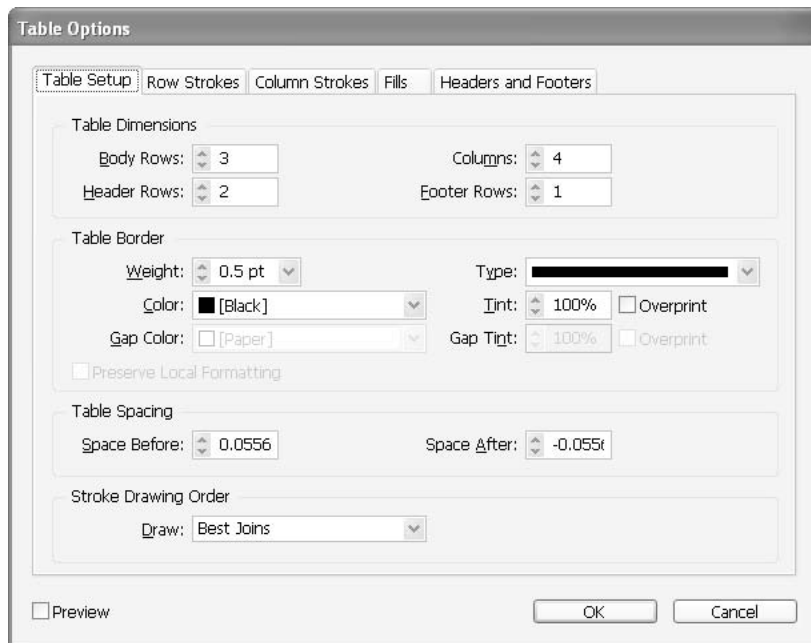 Table Options
Table Setup Row Strokes Column Strokes Fills Headers and Footers
Table Dimensions
Body Rows: 3 Columns: 4
Header Rows: 2 Footer Rows: 1
Table Border
Weight: 0.5 pt Type:
Color: [Black] Tint: 100% Overprint
Gap Color: [Paper] Gap Tint: 100% Overprint
Preserve Local Formatting
Table Spacing
Space Before: 0.0556 Space After: -0.0556
Stroke Drawing Order
Draw: Best Joins
Preview OK Cancel